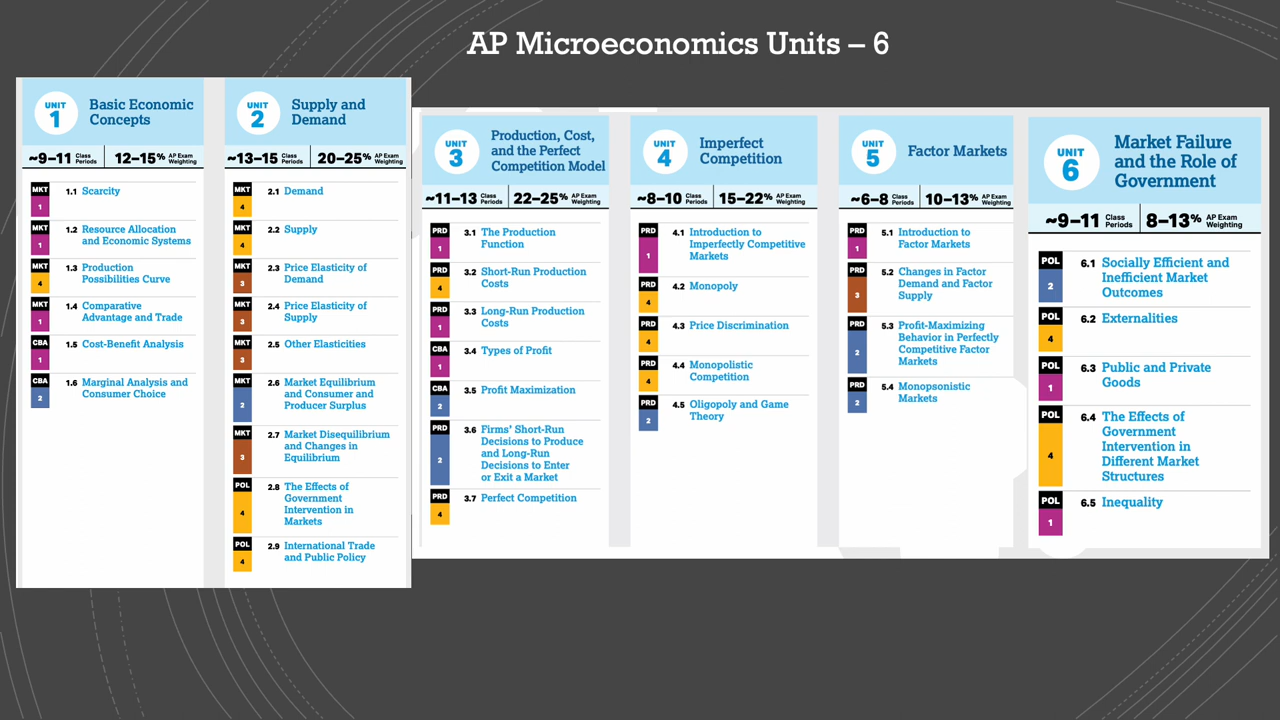 AP Microeconomics Units – 6
UNIT
1
Basic Economic
Concepts
~9–11 Class
Periods
12–15% AP Exam
Weighting
MKT
1
1.1 Scarcity
MKT
1
1.2 Resource Allocation
and Economic Systems
MKT
4
1.3 Production
Possibilities Curve
MKT
1
1.4 Comparative
Advantage and Trade
CBA
1
1.5 Cost-Benefit Analysis
CBA
2
1.6 Marginal Analysis and
Consumer Choice
UNIT
2
Supply and
Demand
~13–15 Class
Periods
20–25% AP Exam
Weighting
MKT
4
2.1 Demand
MKT
4
2.2 Supply
MKT
3
2.3 Price Elasticity of
Demand
MKT
3
2.4 Price Elasticity of
Supply
MKT
3
2.5 Other Elasticities
MKT
2
2.6 Market Equilibrium
and Consumer and
Producer Surplus
MKT
3
2.7 Market Disequilibrium
and Changes in
Equilibrium
POL
4
2.8 The Effects of
Government
Intervention in
Markets
POL
4
2.9 International Trade
and Public Policy
UNIT
3
Production, Cost,
and the Perfect
Competition Model
~11–13 Class
Periods
22–25% AP Exam
Weighting
PRD
1
3.1 The Production
Function
PRD
4
3.2 Short-Run Production
Costs
PRD
1
3.3 Long-Run Production
Costs
CBA
1
3.4 Types of Profit
CBA
2
3.5 Profit Maximization
PRD
2
3.6 Firms' Short-Run
Decisions to Produce
and Long-Run
Decisions to Enter
or Exit a Market
PRD
4
3.7 Perfect Competition
UNIT
4
Imperfect
Competition
~8–10 Class
Periods
15–22% AP Exam
Weighting
PRD
1
4.1 Introduction to
Imperfectly Competitive
Markets
PRD
4
4.2 Monopoly
PRD
4
4.3 Price Discrimination
PRD
4
4.4 Monopolistic
Competition
PRD
2
4.5 Oligopoly and Game
Theory
UNIT
5
Factor Markets
~6–8 Class
Periods
10–13% AP Exam
Weighting
PRD
1
5.1 Introduction to
Factor Markets
PRD
3
5.2 Changes in Factor
Demand and Factor
Supply
PRD
2
5.3 Profit-Maximizing
Behavior in Perfectly
Competitive Factor
Markets
PRD
2
5.4 Monopsonistic
Markets
UNIT
6
Market Failure
and the Role of
Government
~9–11 Class
Periods
8–13% AP Exam
Weighting
POL
2
6.1 Socially Efficient and
Inefficient Market
Outcomes
POL
4
6.2 Externalities
POL
1
6.3 Public and Private
Goods
POL
4
6.4 The Effects of
Government
Intervention in
Different Market
Structures
POL
1
6.5 Inequality